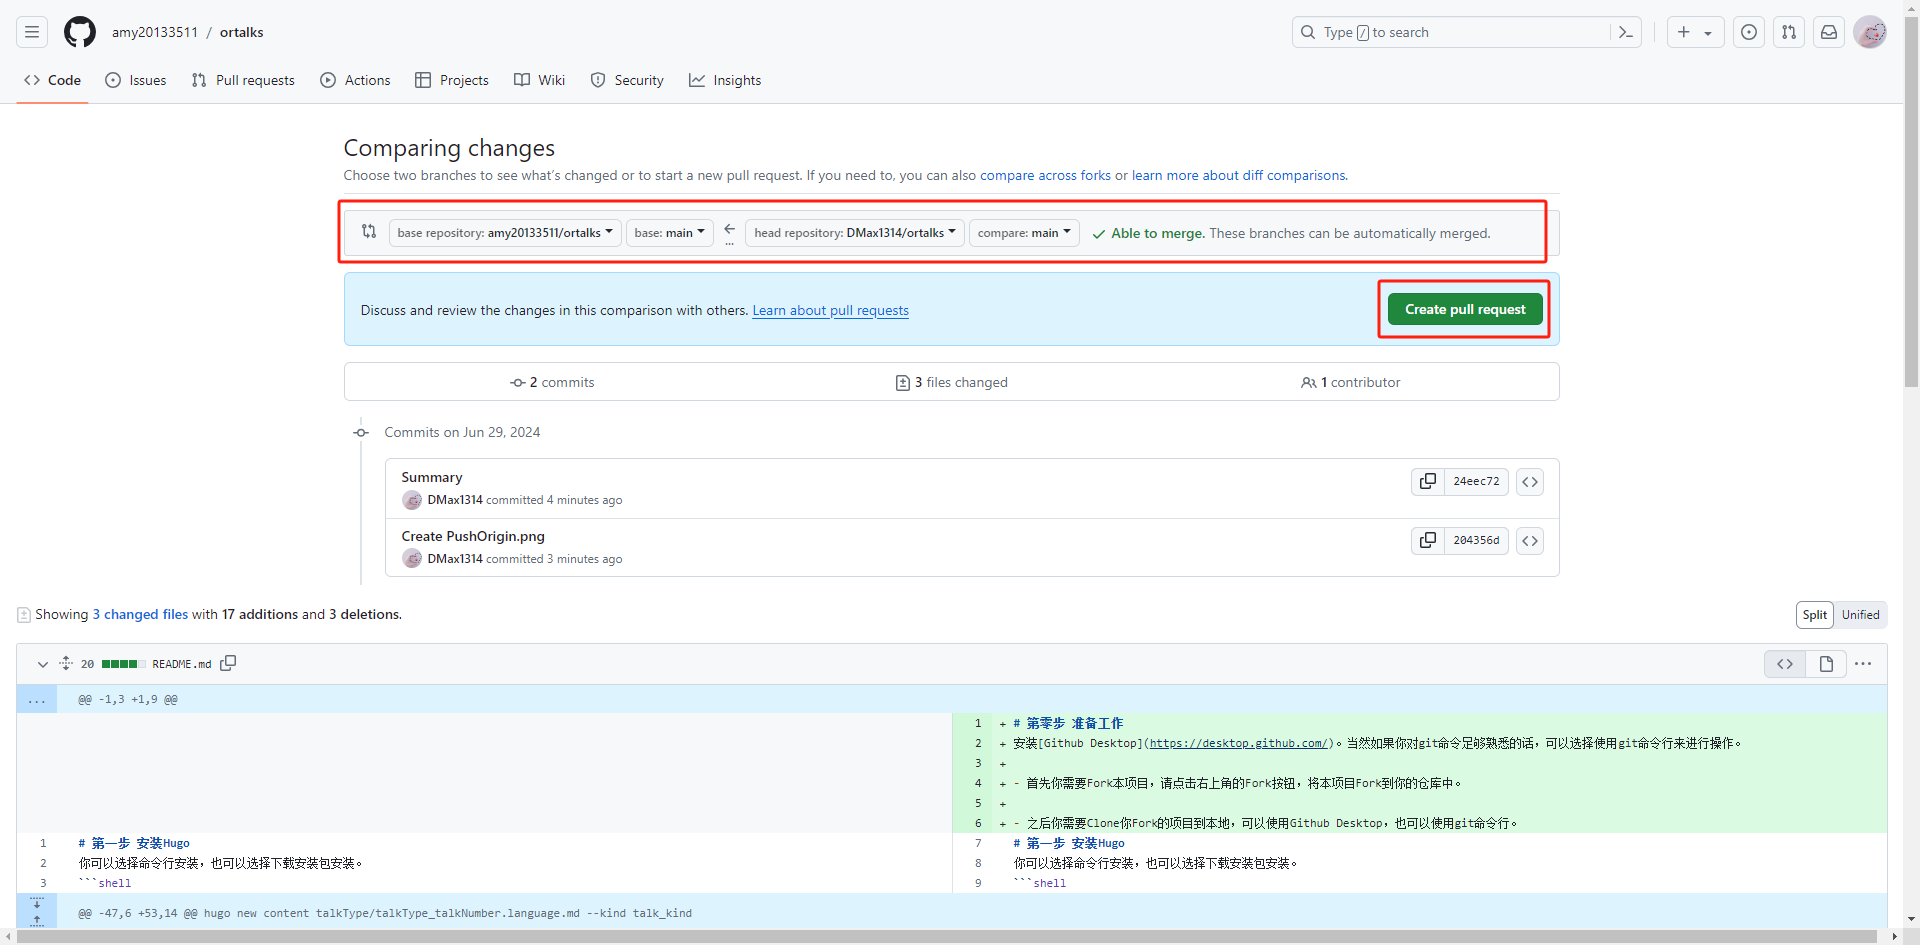 amy20133511 / ortalks
Type / to search
Code Issues Pull requests Actions Projects Wiki Security Insights
Comparing changes
Choose two branches to see what's changed or to start a new pull request. If you need to, you can also compare across forks or learn more about diff comparisons.
base repository: amy20133511/ortalks base: main ... head repository: DMax1314/ortalks compare: main Able to merge. These branches can be automatically merged.
Discuss and review the changes in this comparison with others. Learn about pull requests Create pull request
2 commits 3 files changed 1 contributor
Commits on Jun 29, 2024
Summary
DMax1314 committed 4 minutes ago
24eec72
Create PushOrigin.png
DMax1314 committed 3 minutes ago
204356d
Showing 3 changed files with 17 additions and 3 deletions.
Split Unified
20 README.md
... @@ -1,3 +1,9 @@
1 + # 第零步 准备工作
2 + 安装[Github Desktop](https://desktop.github.com/)。当然如果你对git命令足够熟悉的话，可以选择使用git命令行来进行操作。
3 +
4 + - 首先你需要Fork本项目，请点击右上角的Fork按钮，将本项目Fork到你的仓库中。
5 +
6 + - 之后你需要Clone你Fork的项目到本地，可以使用Github Desktop，也可以使用git命令行。
1 # 第一步 安装Hugo 7 # 第一步 安装Hugo
2 你可以选择命令行安装，也可以选择下载安装包安装。 8 你可以选择命令行安装，也可以选择下载安装包安装。
3 ```shell 9 ```shell
@@ -47,6 +53,14 @@ hugo new content talkType/talkType_talkNumber.language.md --kind talk_kind